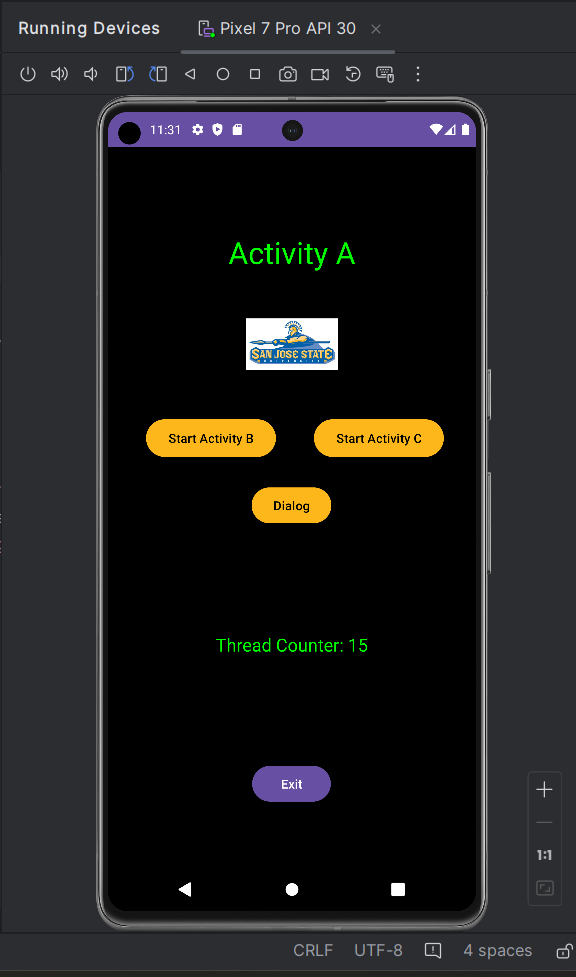 Running Devices
Pixel 7 Pro API 30
11:31
Activity A
SAN JOSE STATE
UNIVERSITY
Start Activity B
Start Activity C
Dialog
Thread Counter: 15
Exit
1:1
CRLF
UTF-8
4 spaces